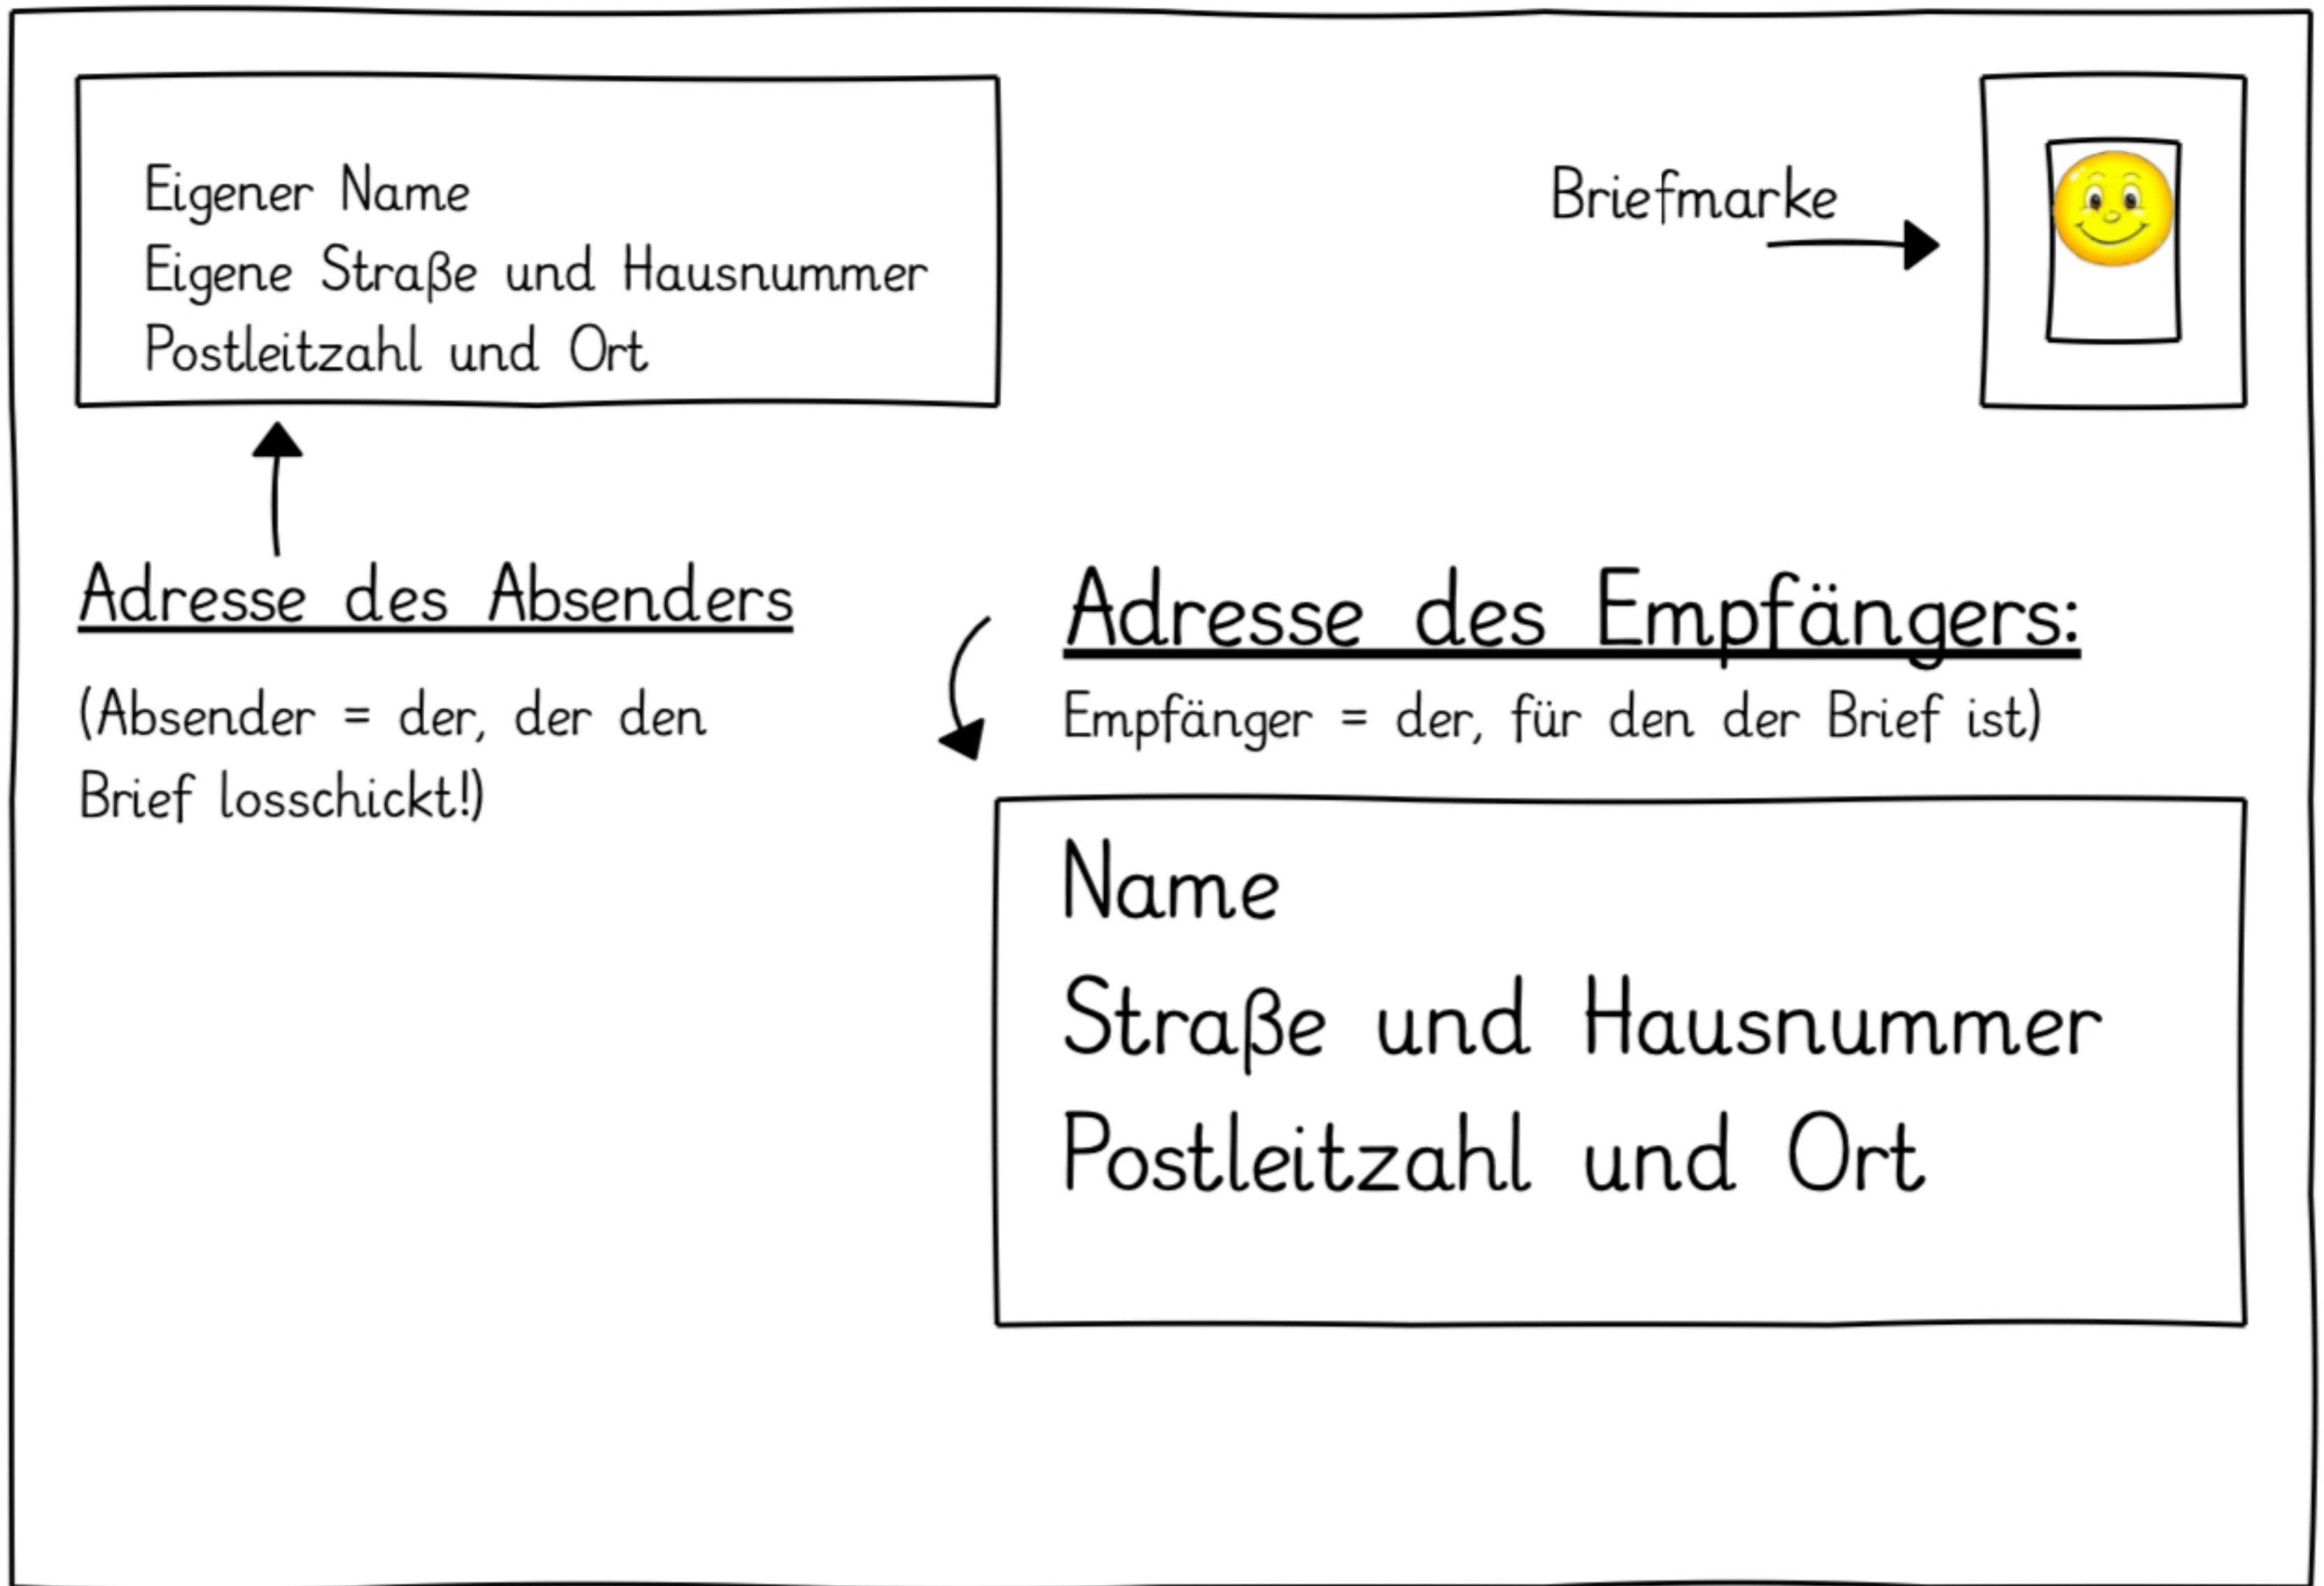 Eigener Name
Eigene Straße und Hausnummer
Postleitzahl und Ort
Briefmarke
Adresse des Absenders
(Absender = der, der den
Brief losschickt!)
Adresse des Empfängers:
Empfänger = der, für den der Brief ist)
Name
Straße und Hausnummer
Postleitzahl und Ort